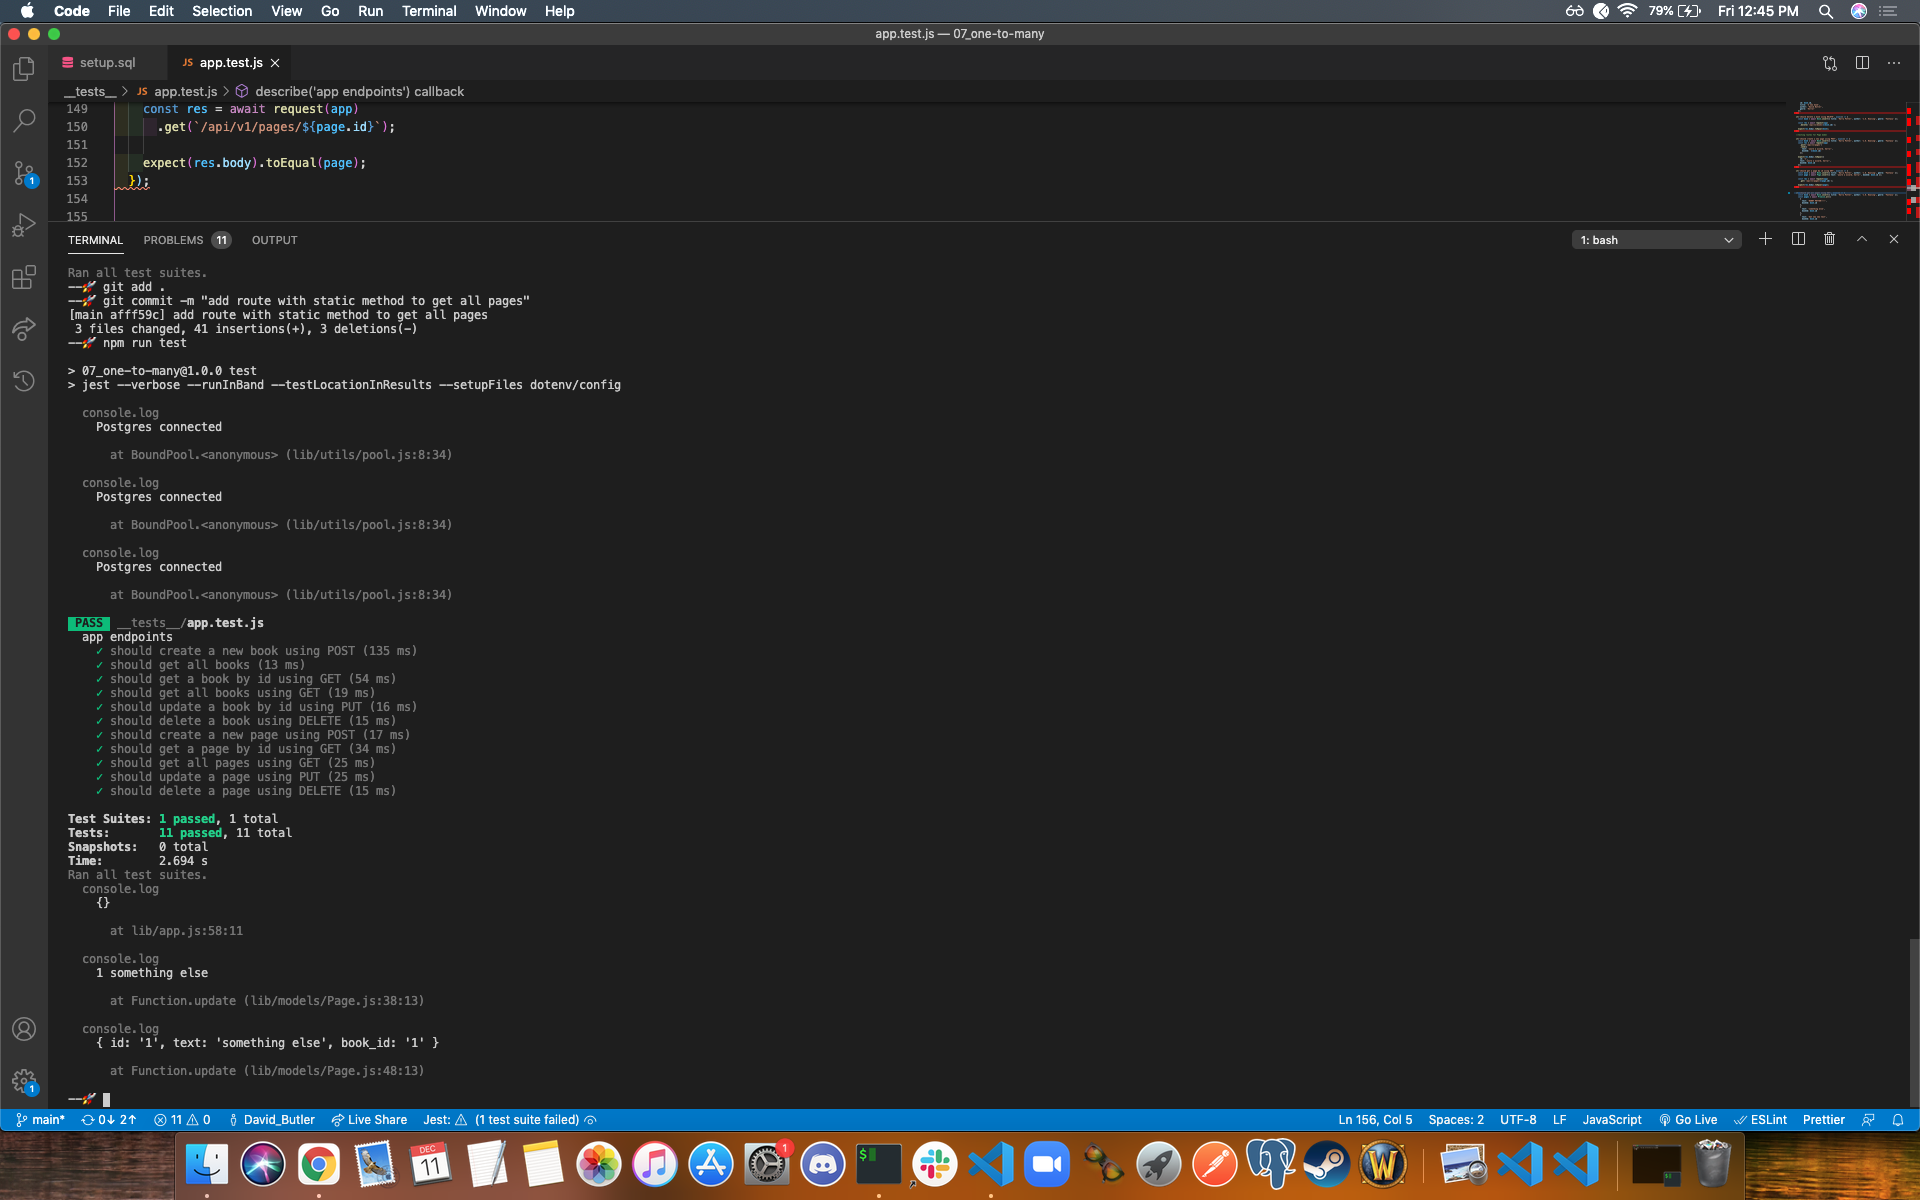 Code File Edit Selection View Go Run Terminal Window Help 79% Fri 12:45 PM
app.test.js — 07_one-to-many
setup.sql JS app.test.js
__tests__ > JS app.test.js > describe('app endpoints') callback
149 const res = await request(app)
150 .get(`/api/v1/pages/${page.id}`);
151
152 expect(res.body).toEqual(page);
153 });
154
155
TERMINAL PROBLEMS 11 OUTPUT 1: bash
Ran all test suites.
--🚀 git add .
--🚀 git commit -m "add route with static method to get all pages"
[main afff59c] add route with static method to get all pages
3 files changed, 41 insertions(+), 3 deletions(-)
--🚀 npm run test
> 07_one-to-many@1.0.0 test
> jest --verbose --runInBand --testLocationInResults --setupFiles dotenv/config
console.log
Postgres connected
at BoundPool.<anonymous> (lib/utils/pool.js:8:34)
console.log
Postgres connected
at BoundPool.<anonymous> (lib/utils/pool.js:8:34)
console.log
Postgres connected
at BoundPool.<anonymous> (lib/utils/pool.js:8:34)
PASS __tests__/app.test.js
app endpoints
✓ should create a new book using POST (135 ms)
✓ should get all books (13 ms)
✓ should get a book by id using GET (54 ms)
✓ should get all books using GET (19 ms)
✓ should update a book by id using PUT (16 ms)
✓ should delete a book using DELETE (15 ms)
✓ should create a new page using POST (17 ms)
✓ should get a page by id using GET (34 ms)
✓ should get all pages using GET (25 ms)
✓ should update a page using PUT (25 ms)
✓ should delete a page using DELETE (15 ms)
Test Suites: 1 passed, 1 total
Tests: 11 passed, 11 total
Snapshots: 0 total
Time: 2.694 s
Ran all test suites.
console.log
{}
at lib/app.js:58:11
console.log
1 something else
at Function.update (lib/models/Page.js:38:13)
console.log
{ id: '1', text: 'something else', book_id: '1' }
at Function.update (lib/models/Page.js:48:13)
--🚀
main* 0↓ 2↑ 11 0 David_Butler Live Share Jest: (1 test suite failed) Ln 156, Col 5 Spaces: 2 UTF-8 LF JavaScript Go Live ESLint Prettier
DEC
11
1